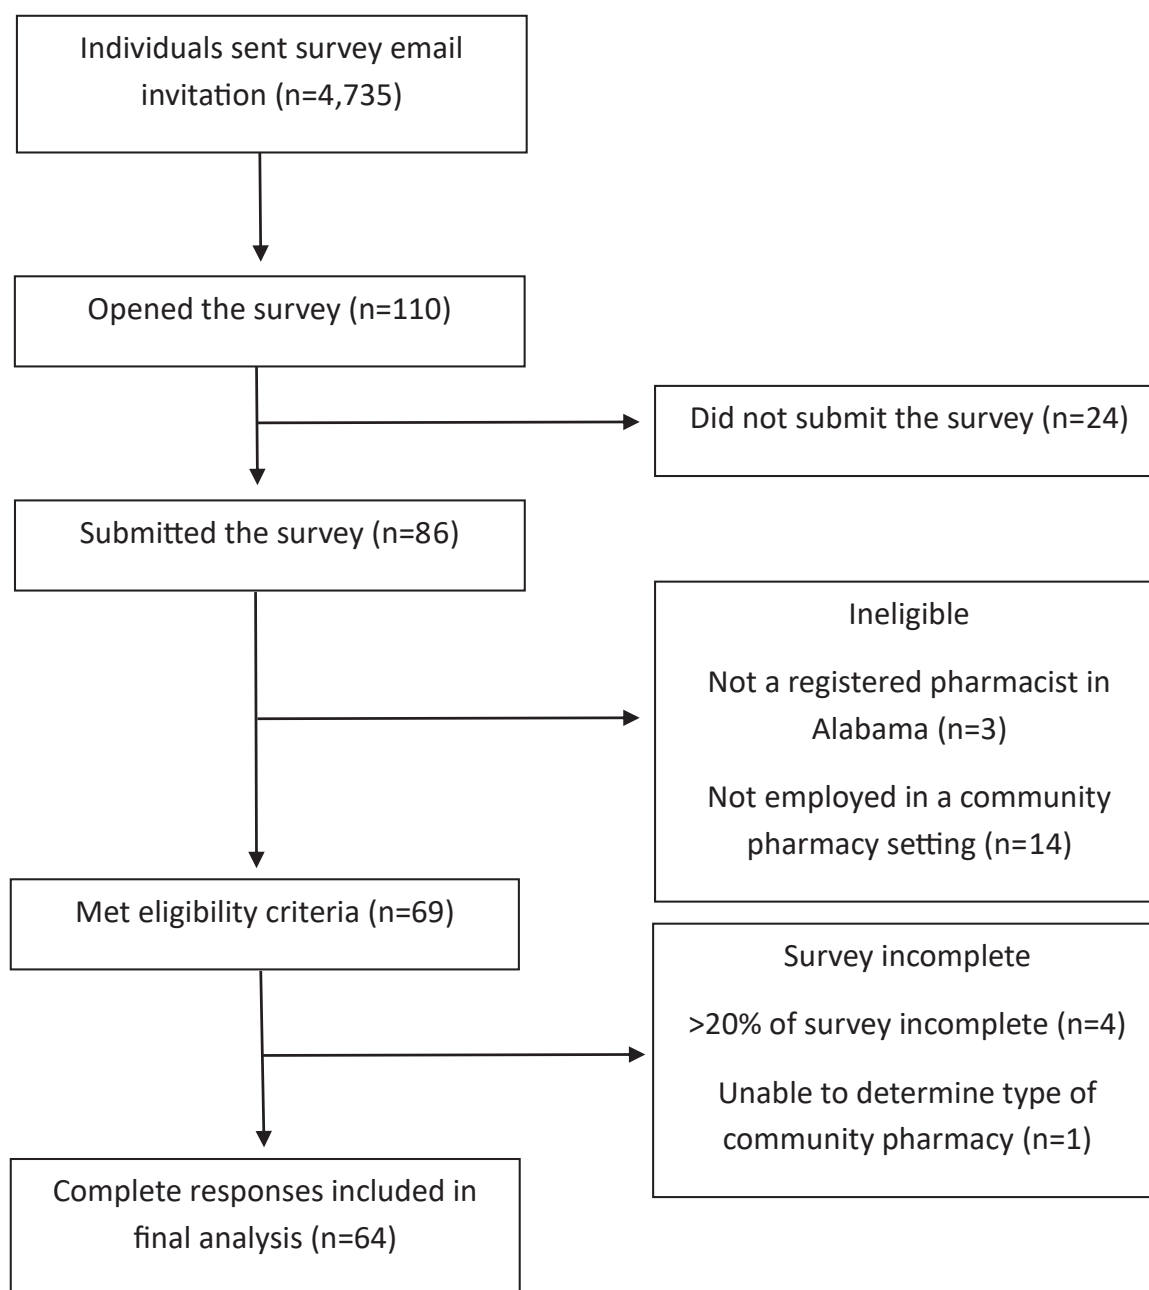 Individuals sent survey email
invitation (n=4,735)
Opened the survey (n=110)
Did not submit the survey (n=24)
Submitted the survey (n=86)
Ineligible
Not a registered pharmacist in
Alabama (n=3)
Not employed in a community
pharmacy setting (n=14)
Met eligibility criteria (n=69)
Survey incomplete
>20% of survey incomplete (n=4)
Unable to determine type of
community pharmacy (n=1)
Complete responses included in
final analysis (n=64)